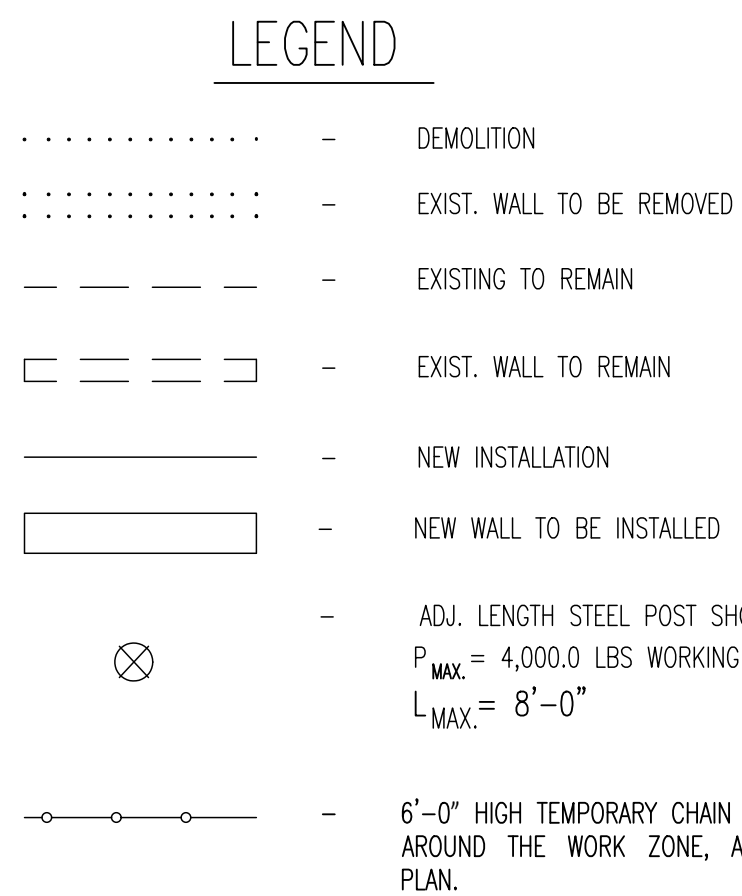 LEGEND
- DEMOLITION
- EXIST. WALL TO BE REMOVED
- EXISTING TO REMAIN
- EXIST. WALL TO REMAIN
- NEW INSTALLATION
- NEW WALL TO BE INSTALLED
- ADJ. LENGTH STEEL POST
P MAX. = 4,000.0 LBS WORKING
L MAX. = 8'-0"
- 6'-0" HIGH TEMPORARY CHAIN
AROUND THE WORK ZONE,
PLAN.